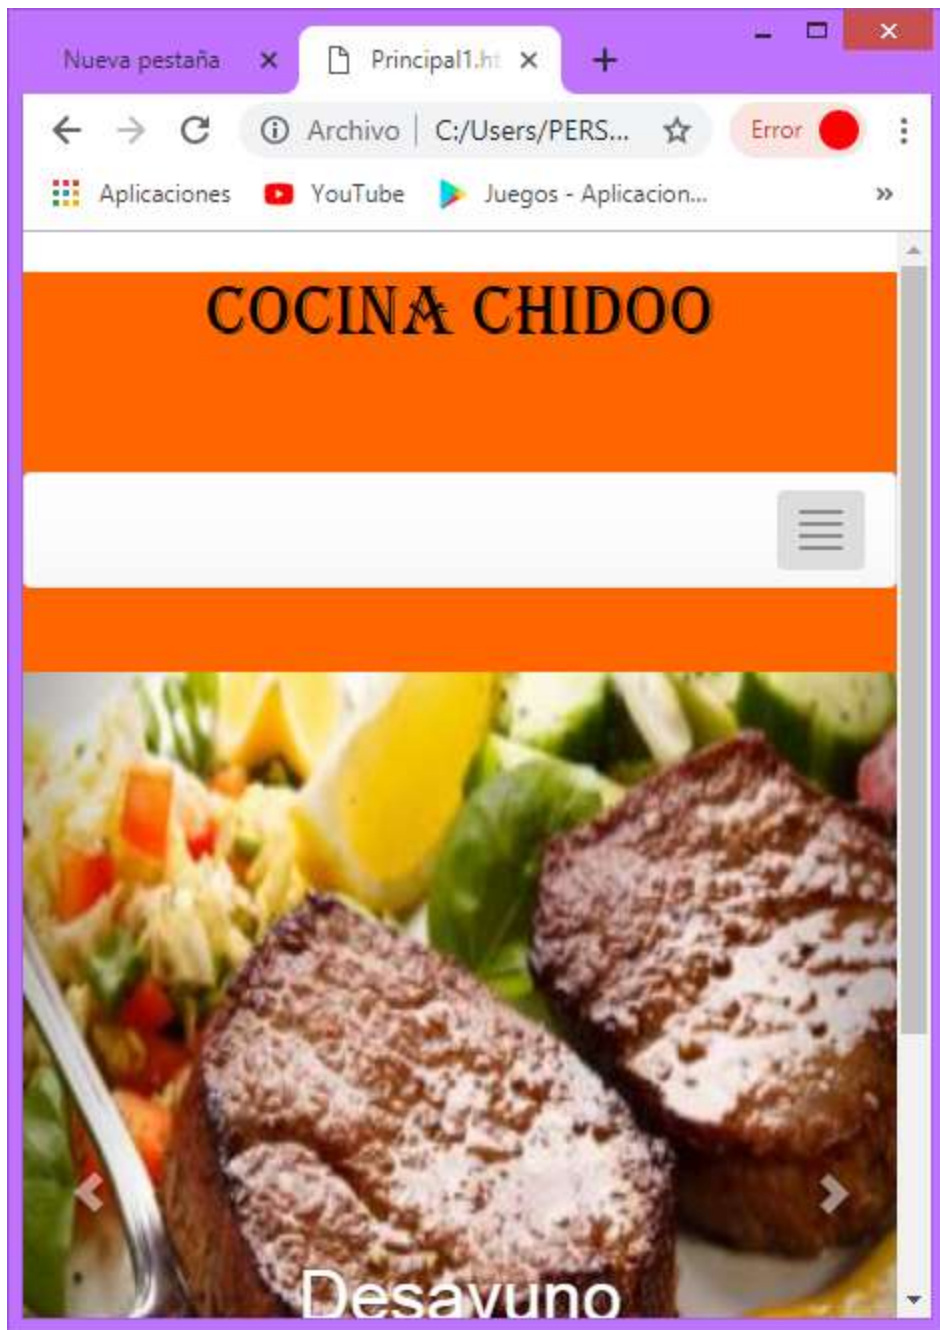 Nueva pestaña
Principal1.ht
Archivo
C:/Users/PERS...
Error
Aplicaciones
YouTube
Juegos - Aplicacion...
COCINA CHIDOO
Desayuno